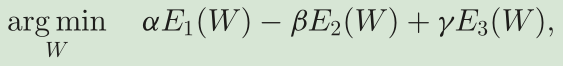 arg min αE₁(W) − βE₂(W) + γE₃(W),
W